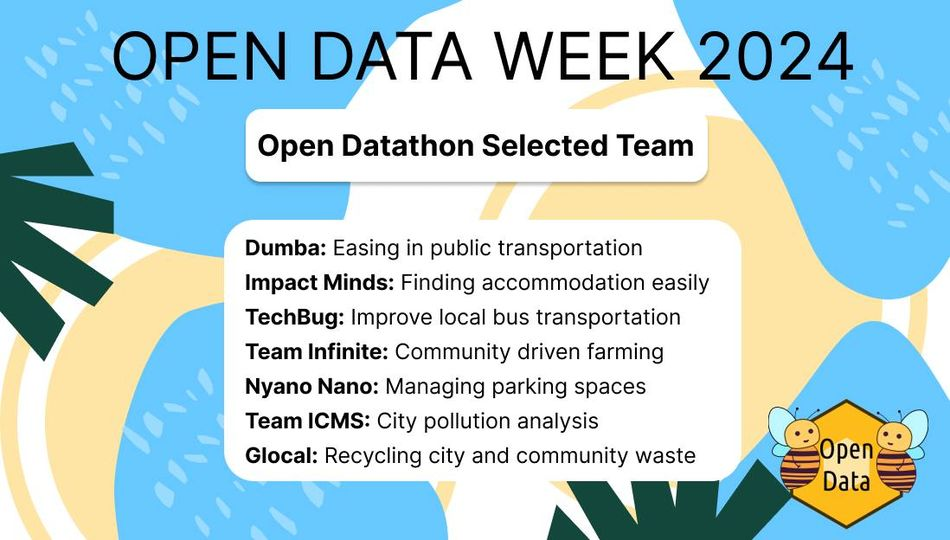 OPEN DATA WEEK 2024
Open Datathon Selected Team
Dumba: Easing in public transportation
Impact Minds: Finding accommodation easily
TechBug: Improve local bus transportation
Team Infinite: Community driven farming
Nyano Nano: Managing parking spaces
Team ICMS: City pollution analysis
Glocal: Recycling city and community waste
Open
Data